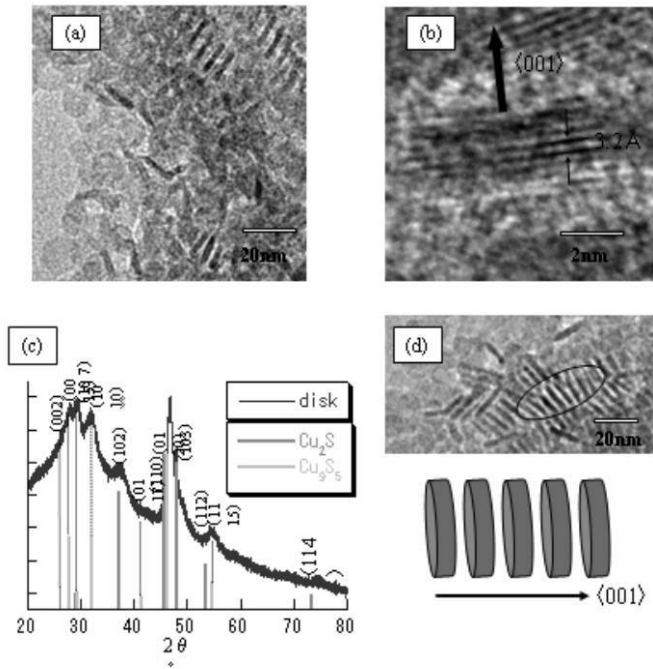 (a)
20nm
(b)
⟨001⟩
3.2Å
2nm
(c)
(002)
(102)
(110)
(103)
(112)
(114)
disk
Cu₂S
Cu₉S₅
20 30 40 50 60 70 80
2θ
(d)
20nm
⟨001⟩